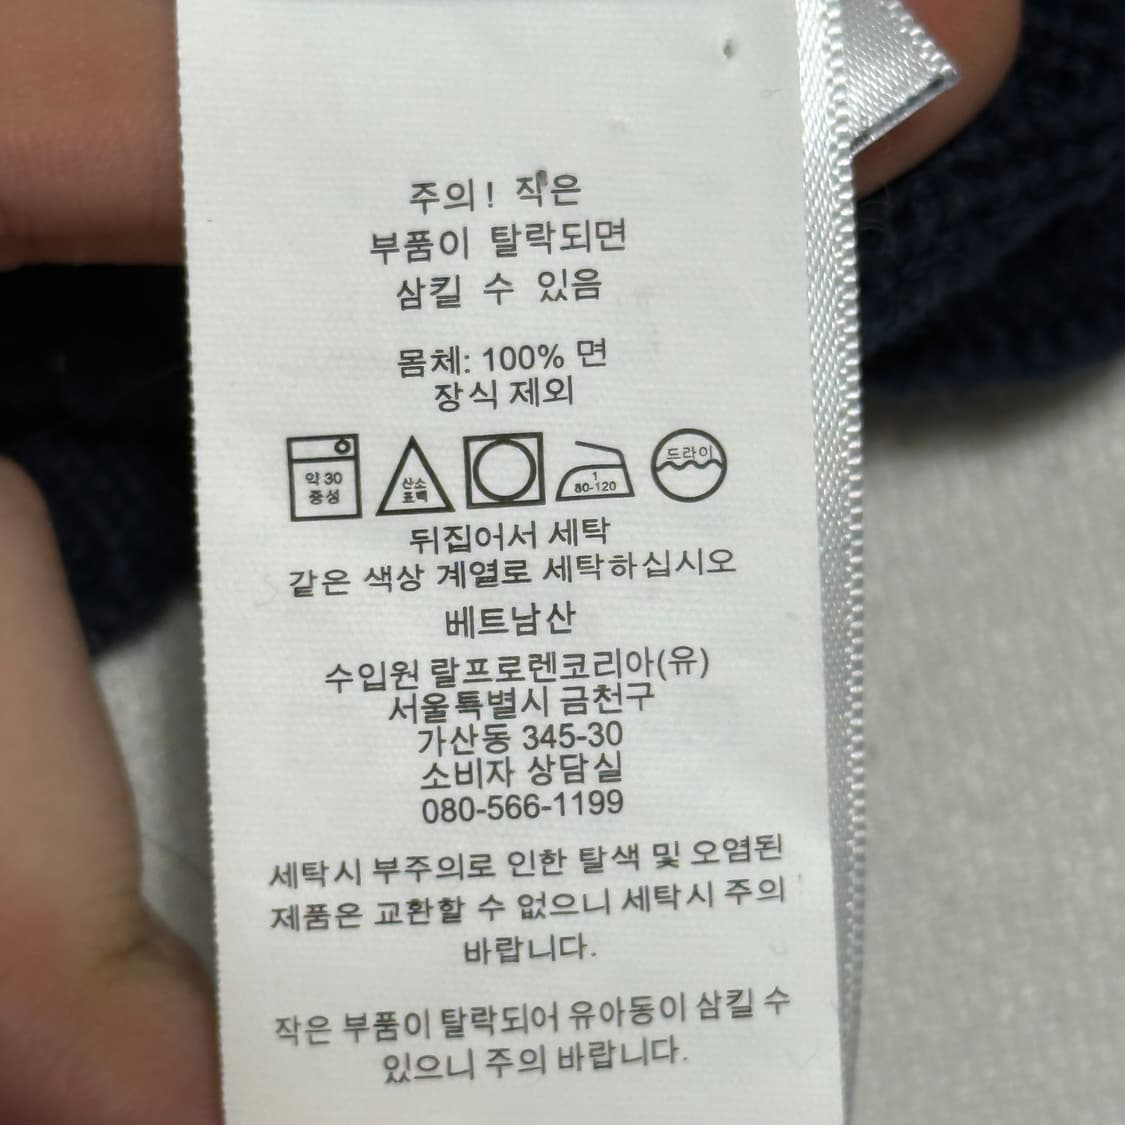 주의! 작은
부품이 탈락되면
삼킬 수 있음
몸체: 100% 면
장식 제외
약 30
중성
산소
표백
1
80-120
드라이
뒤집어서 세탁
같은 색상 계열로 세탁하십시오
베트남산
수입원 랄프로렌코리아(유)
서울특별시 금천구
가산동 345-30
소비자 상담실
080-566-1199
세탁시 부주의로 인한 탈색 및 오염된
제품은 교환할 수 없으니 세탁시 주의
바랍니다.
작은 부품이 탈락되어 유아동이 삼킬 수
있으니 주의 바랍니다.